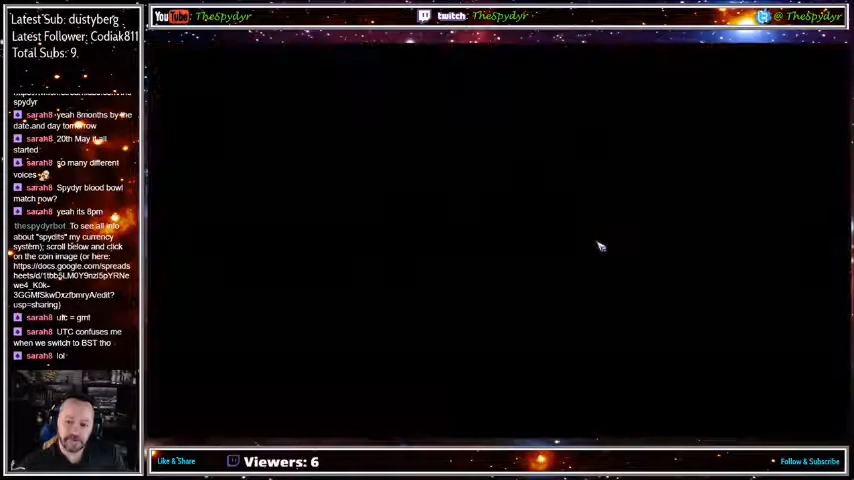 Latest Sub: dustyberg
Latest Follower: Codiak811
Total Subs: 9.
YouTube TheSpydyr
twitch TheSpydyr
@ TheSpydyr
spydyr
sarah8 yeah 8months by the
date.and day tomorrow
sarah8 20th May it all
started
sarah8 so many different
voices
sarah8 Spydyr blood bowl
match now?
sarah8 yeah its 8pm
thespydyrbot To see all info
about "spydits" my currency
system); scroll below and click
on the coin image (or here:
https://docs.google.com/spreads
usp=sharing)
sarah8 utc = gmt
sarah8 UTC confuses me
when we switch to BST tho
sarah8 lol
Like & Share
Viewers: 6
Follow & Subscribe